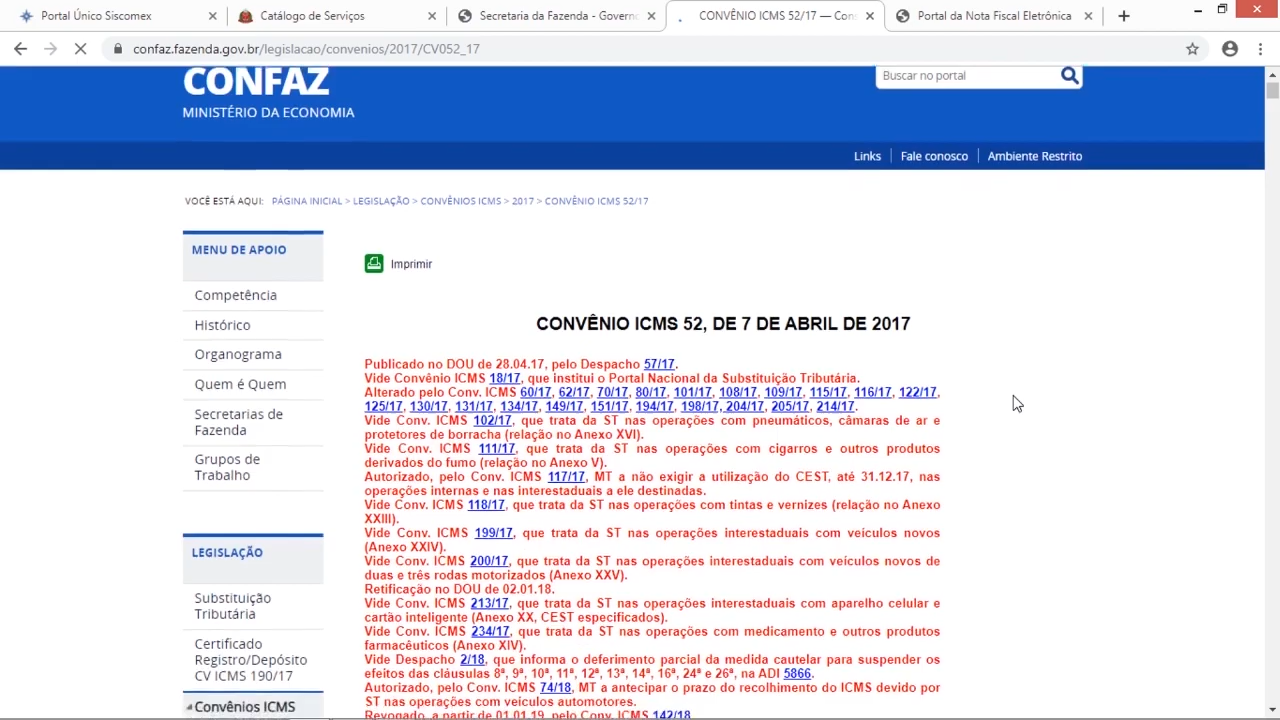 Portal Único Siscomex
Catálogo de Serviços
Secretaria da Fazenda - Govern
CONVÊNIO ICMS 52/17 — Con
Portal da Nota Fiscal Eletrônica
confaz.fazenda.gov.br/legislacao/convenios/2017/CV052_17
CONFAZ
MINISTÉRIO DA ECONOMIA
Buscar no portal
Links
Fale conosco
Ambiente Restrito
VOCÊ ESTÁ AQUI: PÁGINA INICIAL > LEGISLAÇÃO > CONVÊNIOS ICMS > 2017 > CONVÊNIO ICMS 52/17
MENU DE APOIO
Competência
Histórico
Organograma
Quem é Quem
Secretarias de
Fazenda
Grupos de
Trabalho
LEGISLAÇÃO
Substituição
Tributária
Certificado
Registro/Depósito
CV ICMS 190/17
Convênios ICMS
Imprimir
CONVÊNIO ICMS 52, DE 7 DE ABRIL DE 2017
Publicado no DOU de 28.04.17, pelo Despacho 57/17.
Vide Convênio ICMS 18/17, que institui o Portal Nacional da Substituição Tributária.
Alterado pelo Conv. ICMS 60/17, 62/17, 70/17, 80/17, 101/17, 108/17, 109/17, 115/17, 116/17, 122/17,
125/17, 130/17, 131/17, 134/17, 149/17, 151/17, 194/17, 198/17, 204/17, 205/17, 214/17.
Vide Conv. ICMS 102/17, que trata da ST nas operações com pneumáticos, câmaras de ar e
protetores de borracha (relação no Anexo XVI).
Vide Conv. ICMS 111/17, que trata da ST nas operações com cigarros e outros produtos
derivados do fumo (relação no Anexo V).
Autorizado, pelo Conv. ICMS 117/17, MT a não exigir a utilização do CEST, até 31.12.17, nas
operações internas e nas interestaduais a ele destinadas.
Vide Conv. ICMS 118/17, que trata da ST nas operações com tintas e vernizes (relação no Anexo
XXIII).
Vide Conv. ICMS 199/17, que trata da ST nas operações interestaduais com veículos novos
(Anexo XXIV).
Vide Conv. ICMS 200/17, que trata da ST nas operações interestaduais com veículos novos de
duas e três rodas motorizados (Anexo XXV).
Retificação no DOU de 02.01.18.
Vide Conv. ICMS 213/17, que trata da ST nas operações interestaduais com aparelho celular e
cartão inteligente (Anexo XX, CEST especificados).
Vide Conv. ICMS 234/17, que trata da ST nas operações com medicamento e outros produtos
farmacêuticos (Anexo XIV).
Vide Despacho 2/18, que informa o deferimento parcial da medida cautelar para suspender os
efeitos das cláusulas 8ª, 9ª, 10ª, 11ª, 12ª, 13ª, 14ª, 16ª, 24ª e 26ª, na ADI 5866.
Autorizado, pelo Conv. ICMS 74/18, MT a antecipar o prazo do recolhimento do ICMS devido por
ST nas operações com veículos automotores.
Revogado, a partir de 01.01.19, pelo Conv. ICMS 142/18